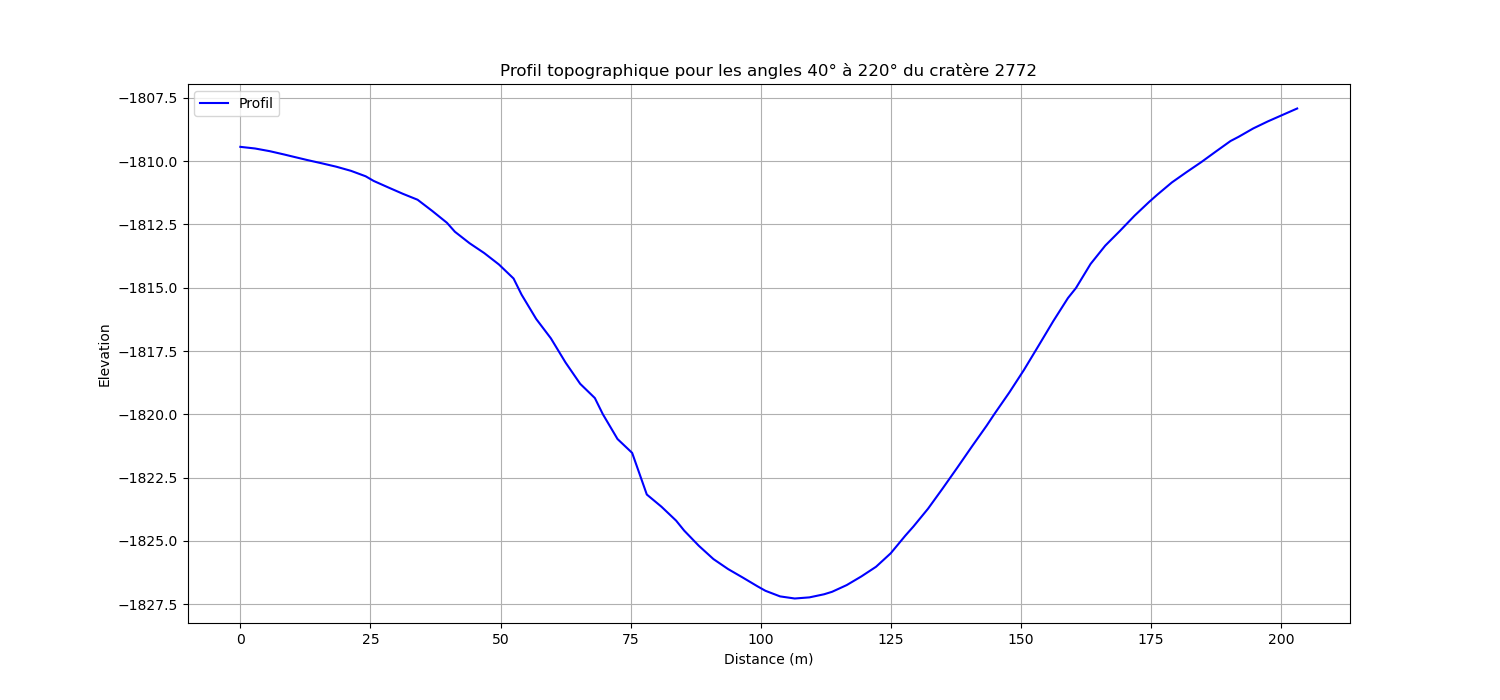 Profil topographique pour les angles 40° à 220° du cratère 2772
Profil
Elevation
−1807.5
−1810.0
−1812.5
−1815.0
−1817.5
−1820.0
−1822.5
−1825.0
−1827.5
0 25 50 75 100 125 150 175 200
Distance (m)